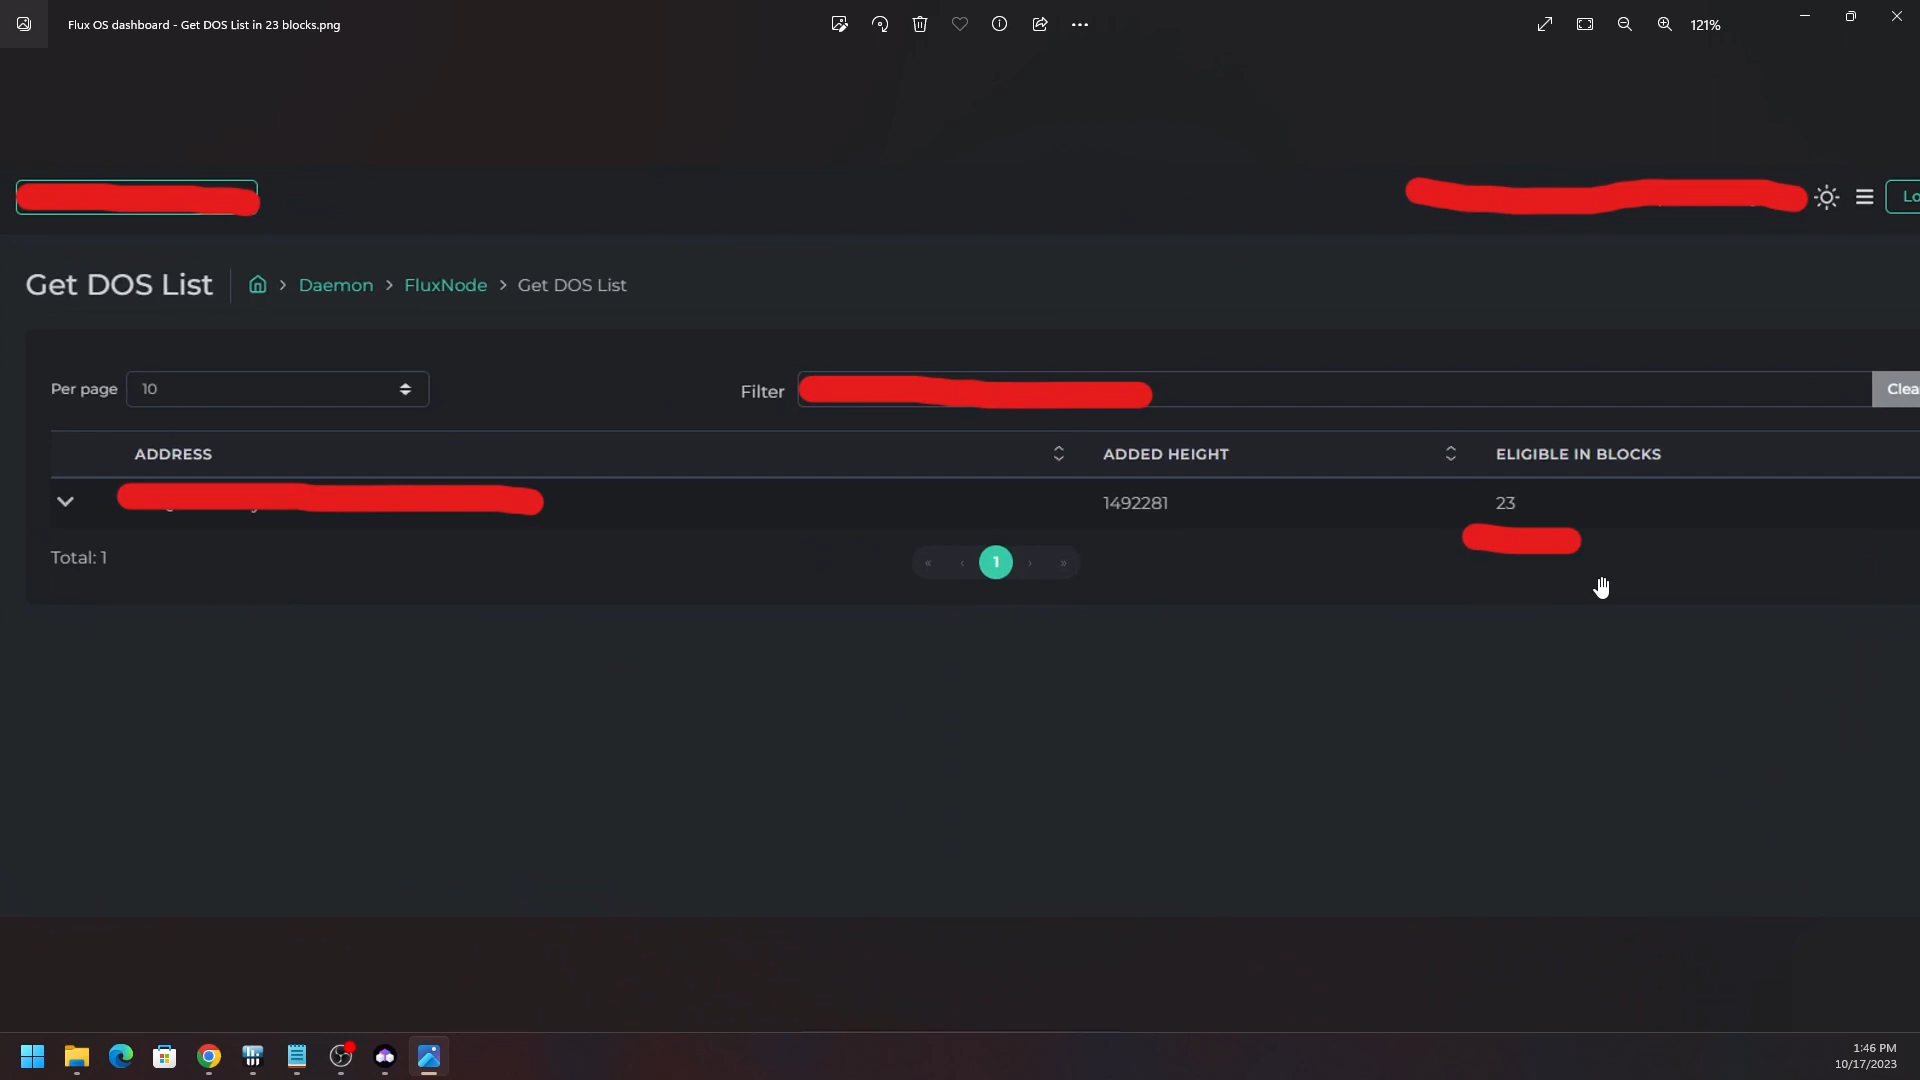 Flux OS dashboard - Get DOS List in 23 blocks.png
121%
Lo
Get DOS List
Daemon > FluxNode > Get DOS List
Per page 10
Filter
Clea
ADDRESS ADDED HEIGHT ELIGIBLE IN BLOCKS
1492281 23
Total: 1
« ‹ 1 › »
1:46 PM
10/17/2023